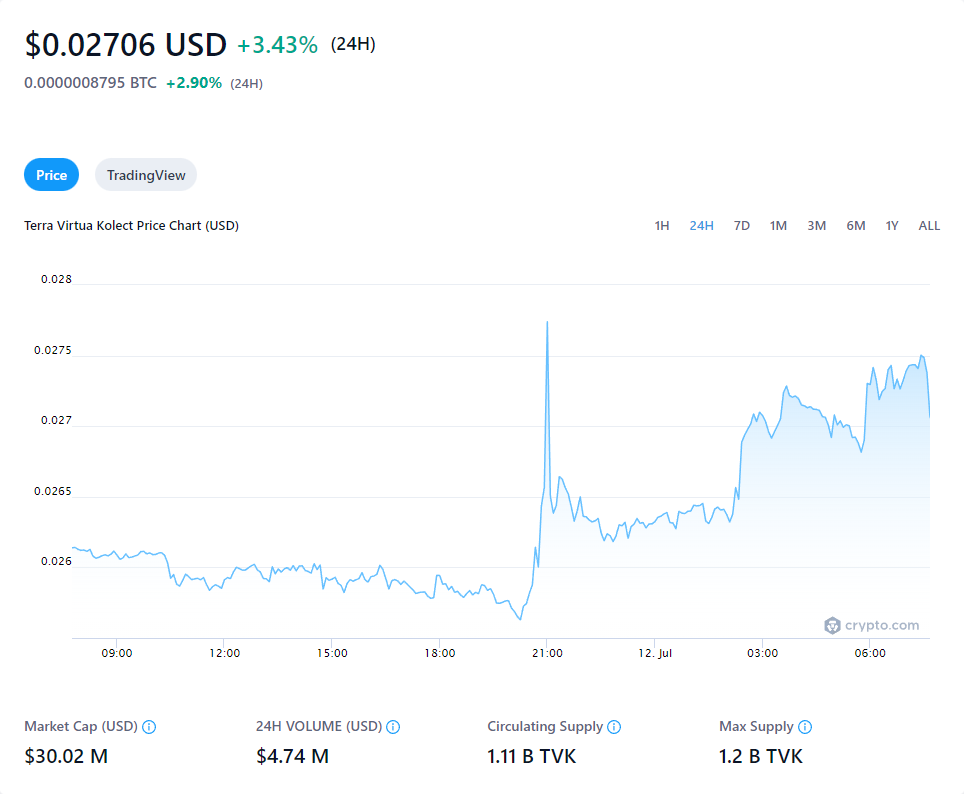 $0.02706 USD +3.43% (24H)
0.0000008795 BTC +2.90% (24H)
Price TradingView
Terra Virtua Kolect Price Chart (USD) 1H 24H 7D 1M 3M 6M 1Y ALL
0.028
0.0275
0.027
0.0265
0.026
crypto.com
09:00 12:00 15:00 18:00 21:00 12. Jul 03:00 06:00
Market Cap (USD) 24H VOLUME (USD) Circulating Supply Max Supply
$30.02 M $4.74 M 1.11 B TVK 1.2 B TVK